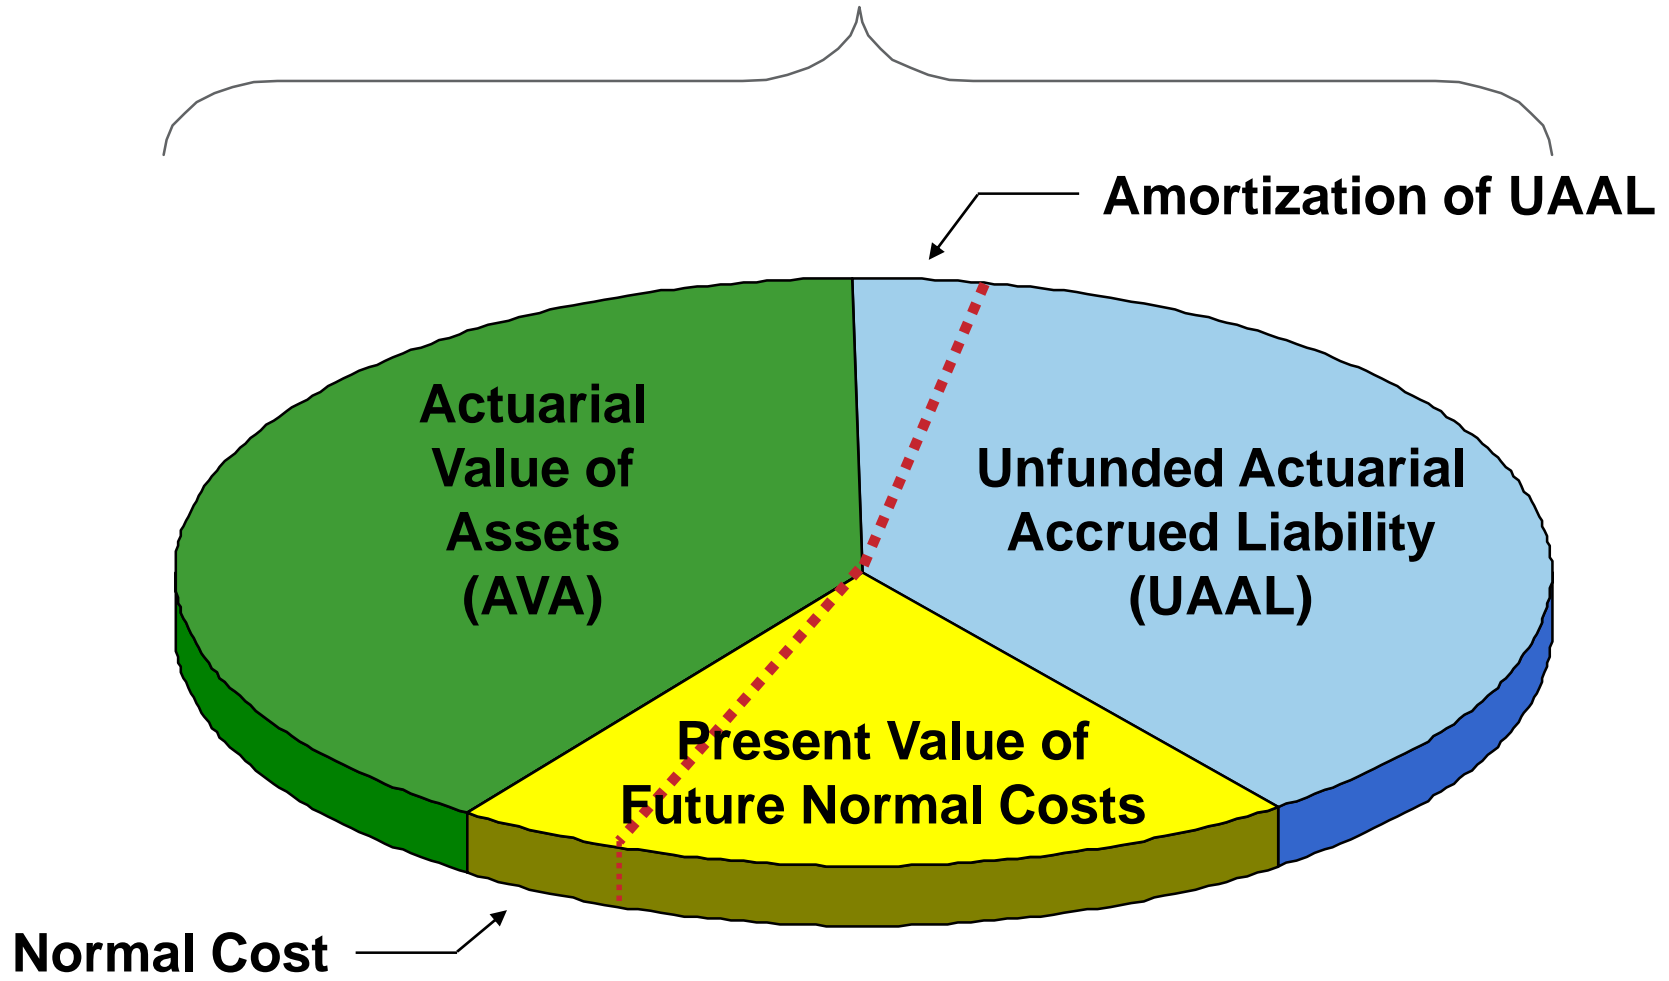 Amortization of UAAL
Actuarial
Value of
Assets
(AVA)
Unfunded Actuarial
Accrued Liability
(UAAL)
Present Value of
Future Normal Costs
Normal Cost